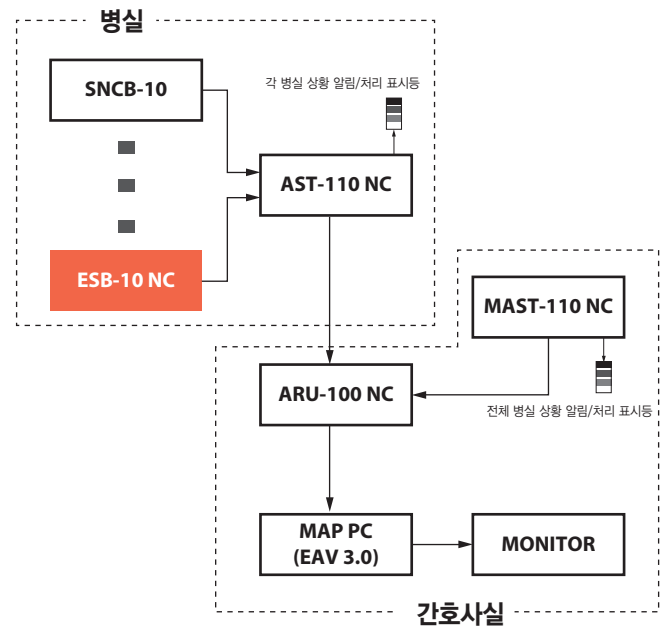 병실
SNCB-10
각 병실 상황 알림/처리 표시등
AST-110 NC
ESB-10 NC
MAST-110 NC
ARU-100 NC
전체 병실 상황 알림/처리 표시등
MAP PC
(EAV 3.0)
MONITOR
간호사실